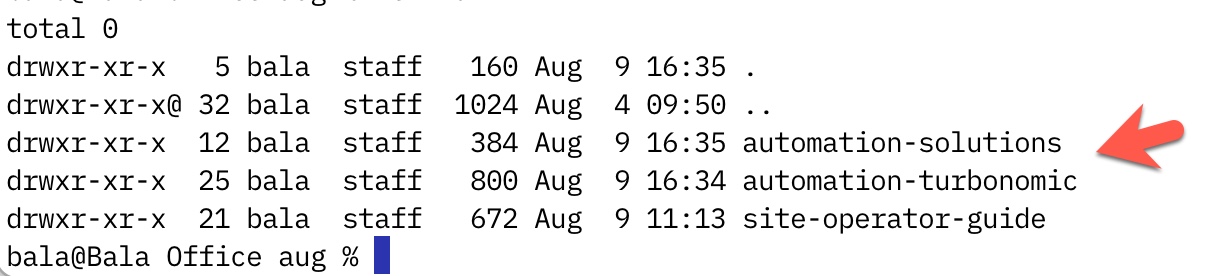 total 0
drwxr-xr-x   5 bala  staff   160 Aug  9 16:35 .
drwxr-xr-x@ 32 bala  staff  1024 Aug  4 09:50 ..
drwxr-xr-x  12 bala  staff   384 Aug  9 16:35 automation-solutions
drwxr-xr-x  25 bala  staff   800 Aug  9 16:34 automation-turbonomic
drwxr-xr-x  21 bala  staff   672 Aug  9 11:13 site-operator-guide
bala@Bala Office aug %